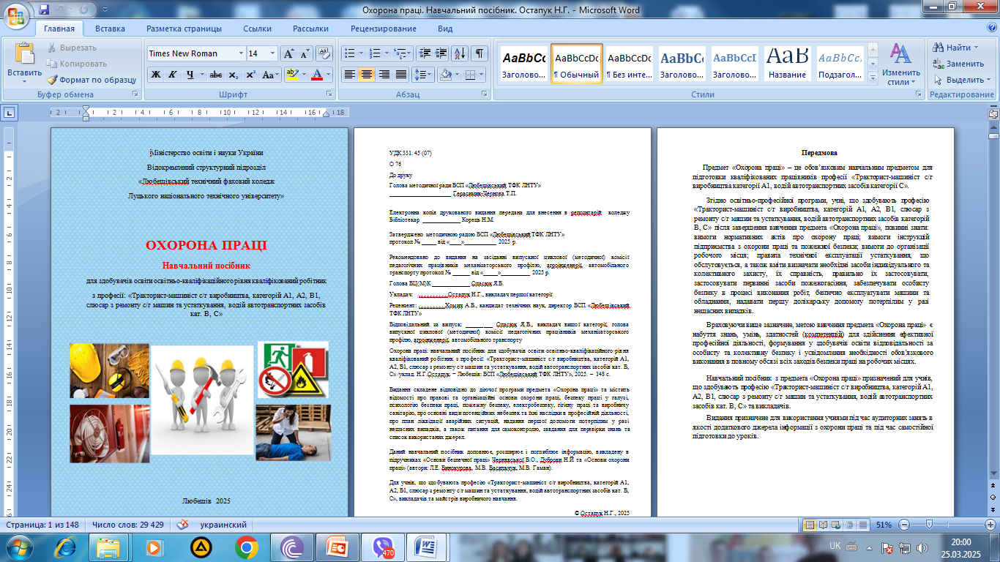 Охорона праці. Навчальний посібник. Остапук Н.Г. - Microsoft Word
Главная
Вставка
Разметка страницы
Ссылки
Рассылки
Рецензирование
Вид
Вставить
Вырезать
Копировать
Формат по образцу
Буфер обмена
Times New Roman
14
Ж К Ч abc x₂ x² Aa
Шрифт
Абзац
AaBbCc AaBbCcDc AaBbCcDc AaBbCc AaBbCcI AaB AaBbCc.
Заголово... ¶ Обычный ¶ Без инте... Заголово... Заголово... Название Подзагол...
Изменить стили
Стили
Найти
Заменить
Выделить
Редактирование
2 2 4 6 8 10 12 14 16 18
Міністерство освіти і науки України
Відокремлений структурний підрозділ
«Любешівський технічний фаховий коледж
Луцького національного технічного університету»
ОХОРОНА ПРАЦІ
Навчальний посібник
для здобувачів освіти освітньо-кваліфікаційного рівня кваліфікований робітник
з професії: «Тракторист-машиніст с/г виробництва, категорій А1, А2, В1,
слюсар з ремонту с/г машин та устаткування, водій автотранспортних засобів
кат. В, С»
Любешів 2025
УДК 331. 45 (07)
О 76
До друку
Голова методичної ради ВСП «Любешівський ТФК ЛНТУ»
____________________ Герасимик-Чернова Т.П.
Електронна копія друкованого видання передана для внесення в репозитарій коледжу
Бібліотекар _____________ Корець Н.М.
Затверджено методичною радою ВСП «Любешівський ТФК ЛНТУ»
протокол № _____ від «____»___________ 2025 р.
Рекомендовано до видання на засіданні випускної циклової (методичної) комісії
педагогічних працівників механізаторського профілю, агроінженерії, автомобільного
транспорту протокол № ______ від «_____»__________ 2025 р.
Голова ВЦ(М)К _____________ Оласюк Я.В.
Укладач: __________Остапук Н.Г., викладач першої категорії
Рецензент: _________Хомич А.В., кандидат технічних наук, директор ВСП «Любешівський
ТФК ЛНТУ»
Відповідальний за випуск: _________ Оласюк Я.В., викладач вищої категорії, голова
випускної циклової (методичної) комісії педагогічних працівників механізаторського
профілю, агроінженерії, автомобільного транспорту
Охорона праці: навчальний посібник для здобувачів освіти освітньо-кваліфікаційного рівня
кваліфікований робітник з професії: «Тракторист-машиніст с/г виробництва, категорій А1,
А2, В1, слюсар з ремонту с/г машин та устаткування, водій автотранспортних засобів кат. В,
С» /уклад. Н.Г.Остапук. – Любешів: ВСП «Любешівський ТФК ЛНТУ», 2025. – 148 с.
Видання складене відповідно до діючої програми предмета «Охорона праці» та містить
відомості про правові та організаційні основи охорони праці, безпеку праці у галузі,
психологію безпеки праці, пожежну безпеку, електробезпеку, гігієну праці та виробничу
санітарію, про основні види потенційних небезпек та їхні наслідки в професійній діяльності,
про план ліквідації аварійних ситуацій, надання першої допомоги потерпілим у разі
нещасних випадків, а також питання для самоконтролю, завдання для перевірки знань та
список використаних джерел.
Даний навчальний посібник доповнює, розширює і поглиблює інформацію, викладену в
підручниках «Основи безпечної праці» Чернявської В.О., Дуброви Н.Й та «Основи охорони
праці» (автори: Л.Е. Винокурова, М.В. Васильчук, М.В. Гаман).
Для учнів, що здобувають професію «Тракторист-машиніст с/г виробництва, категорій А1,
А2, В1, слюсар з ремонту с/г машин та устаткування, водій автотранспортних засобів кат. В,
С», викладачів та майстрів виробничого навчання.
© Остапук Н.Г., 2025
Передмова
Предмет «Охорона праці» – це обов’язковим навчальним предметом для
підготовки кваліфікованих працівників професії «Тракторист-машиніст с/г
виробництва категорії А1, водій автотранспортних засобів категорії С».
Згідно освітньо-професійної програми, учні, що здобувають професію
«Тракторист-машиніст с/г виробництва, категорій А1, А2, В1, слюсар з
ремонту с/г машин та устаткування, водій автотранспортних засобів категорій
В, С» після завершення вивчення предмета «Охорона праці», повинні знати:
вимоги нормативних актів про охорону праці; вимоги інструкцій
підприємства з охорони праці та пожежної безпеки; вимоги до організації
робочого місця; правила технічної експлуатації устаткування, що
обслуговується, а також вміти визначати необхідні засоби індивідуального та
колективного захисту, їх справність, правильно їх застосовувати,
застосовувати первинні засоби пожежогасіння, забезпечувати особисту
безпеку в процесі виконання робіт, безпечно експлуатувати машини та
обладнання, надавати першу долікарську допомогу потерпілим у разі
нещасних випадків.
Враховуючи вище зазначене, метою вивчення предмета «Охорона праці» є
набуття знань, умінь, здатностей (компетенцій) для здійснення ефективної
професійної діяльності, формування у здобувачів освіти відповідальності за
особисту та колективну безпеку і усвідомлення необхідності обов’язкового
виконання в повному обсязі всіх заходів безпеки праці на робочих місцях.
Навчальний посібник з предмета «Охорона праці» призначений для учнів,
що здобувають професію «Тракторист-машиніст с/г виробництва, категорій А1,
А2, В1, слюсар з ремонту с/г машин та устаткування, водій автотранспортних
засобів кат. В, С» та викладачів.
Видання призначене для використання учнями під час аудиторних занять в
якості додаткового джерела інформації з охорони праці та під час самостійної
підготовки до уроків.
Страница: 1 из 148
Число слов: 29 429
украинский
51%
470
UK
20:00
25.03.2025